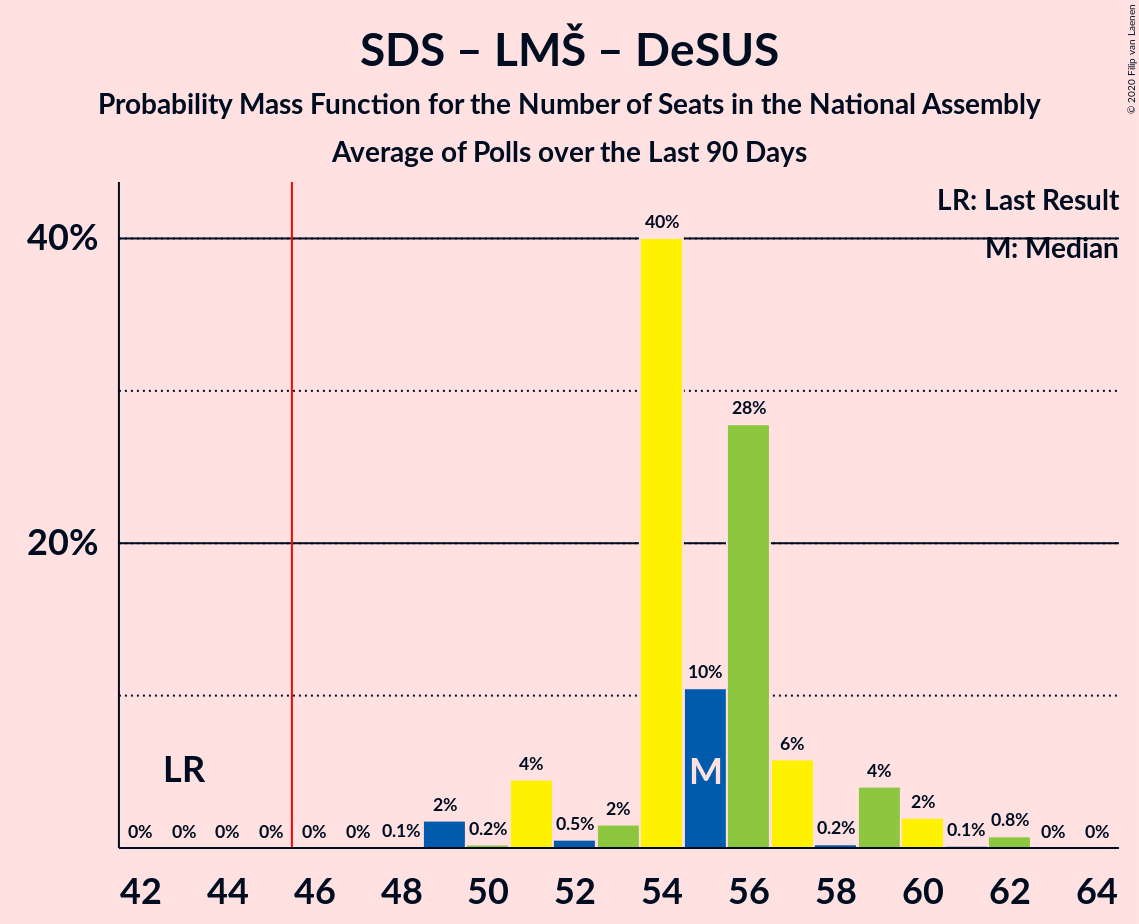 SDS – LMŠ – DeSUS
Probability Mass Function for the Number of Seats in the National Assembly
Average of Polls over the Last 90 Days
© 2020 Filip van Laenen
LR: Last Result
M: Median
40%
20%
0% 0% 0% 0% 0% 0% 0.1% 2% 0.2% 4% 0.5% 2% 40% 10% 28% 6% 0.2% 4% 2% 0.1% 0.8% 0% 0%
LR
M
42 44 46 48 50 52 54 56 58 60 62 64